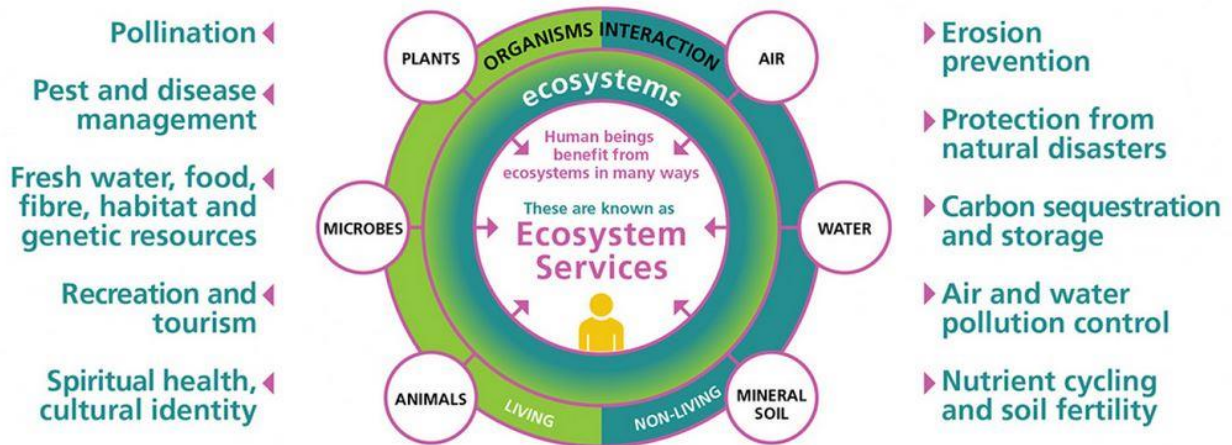 Pollination
Pest and disease
management
Fresh water, food,
fibre, habitat and
genetic resources
Recreation and
tourism
Spiritual health,
cultural identity
PLANTS
MICROBES
ANIMALS
ORGANISMS INTERACTION
ecosystems
Human beings
benefit from
ecosystems in many ways
These are known as
Ecosystem
Services
LIVING
NON-LIVING
AIR
WATER
MINERAL
SOIL
Erosion
prevention
Protection from
natural disasters
Carbon sequestration
and storage
Air and water
pollution control
Nutrient cycling
and soil fertility